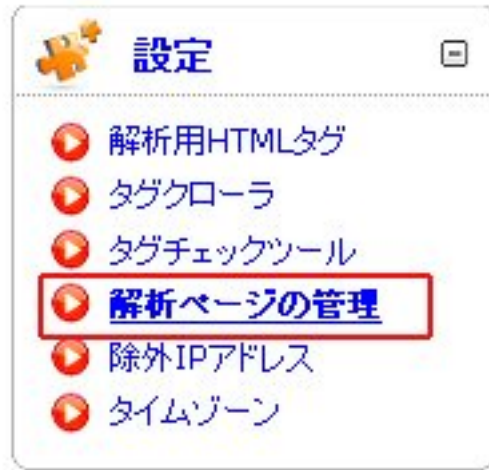 設定
解析用HTMLタグ
タグクローラ
タグチェックツール
解析ページの管理
除外IPアドレス
タイムゾーン